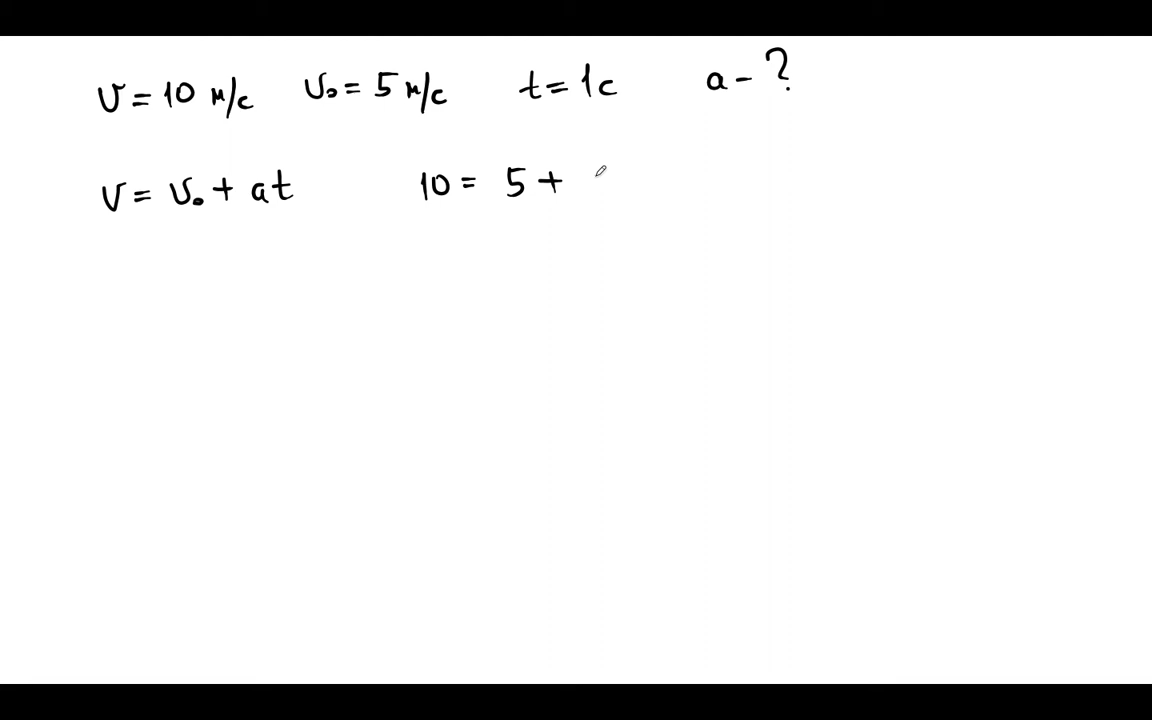 v = 10 м/с v₀ = 5 м/с t = 1с a - ?
v = v₀ + at 10 = 5 +